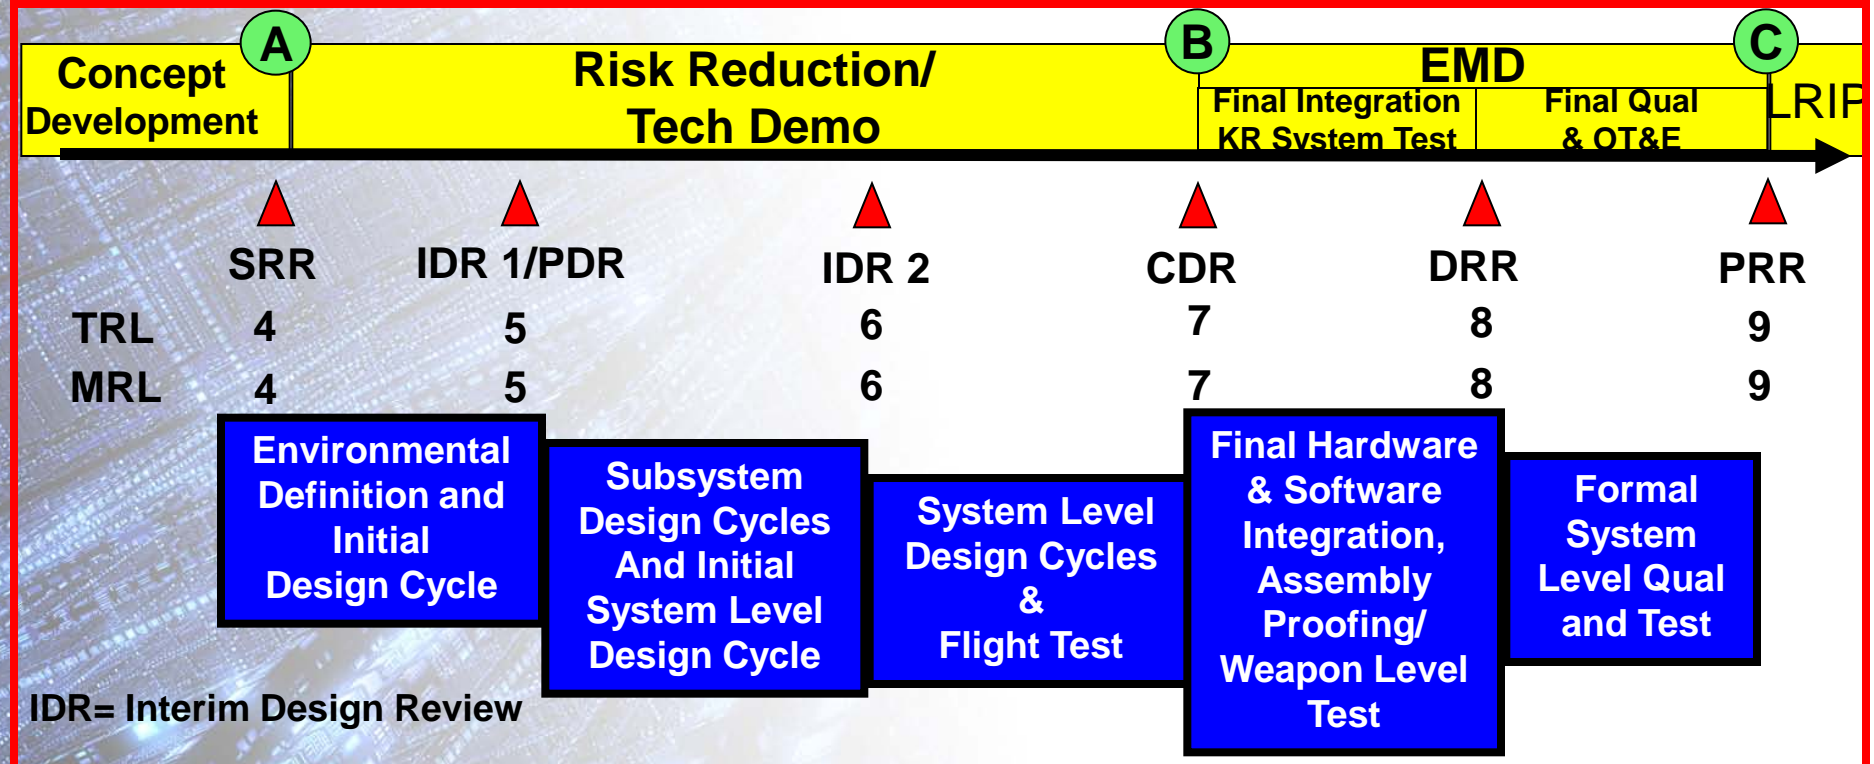 A
B
C
Concept
Development
Risk Reduction/
Tech Demo
EMD
Final Integration
KR System Test
Final Qual
& OT&E
LRIP
SRR
IDR 1/PDR
IDR 2
CDR
DRR
PRR
TRL 4 5 6 7 8 9
MRL 4 5 6 7 8 9
Environmental
Definition and
Initial
Design Cycle
Subsystem
Design Cycles
And Initial
System Level
Design Cycle
System Level
Design Cycles
&
Flight Test
Final Hardware
& Software
Integration,
Assembly
Proofing/
Weapon Level
Test
Formal
System
Level Qual
and Test
IDR= Interim Design Review